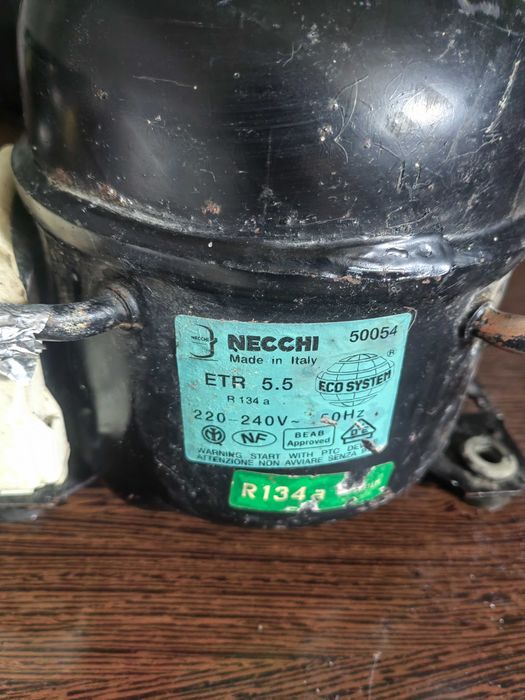 NECCHI
NECCHI 50054
Made in Italy
ETR 5.5
R 134 a
ECO SYSTEM ®
220-240V~ 50Hz
NF
BEAB
Approved
WARNING START WITH PTC
ATTENZIONE NON AVVIARE SENZA
R134a